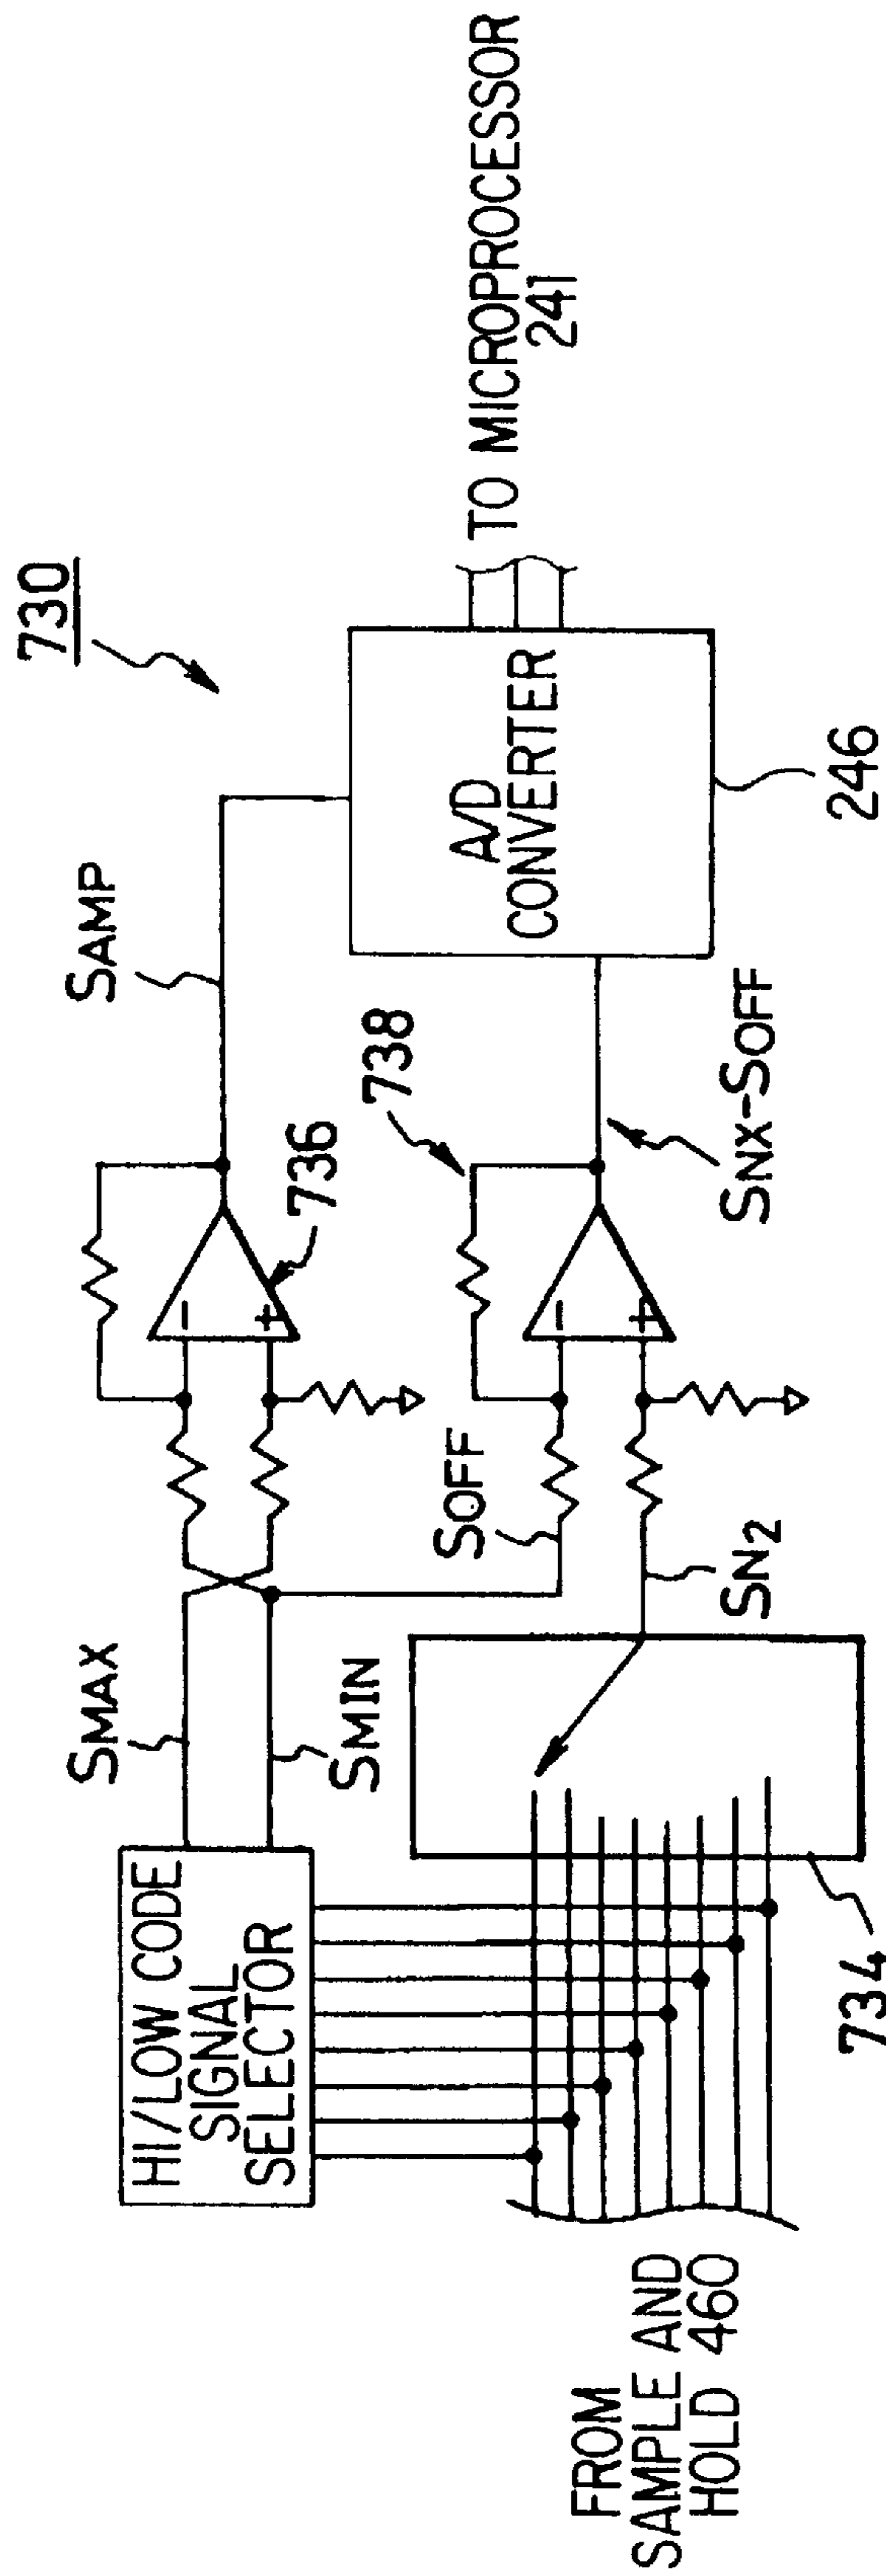 730
HI/LOW CODE
SIGNAL
SELECTOR
SMAX
SMIN
SAMP
-
+
736
SOFF
-
+
738
SN2
SNX-SOFF
A/D
CONVERTER
246
TO MICROPROCESSOR
241
734
FROM
SAMPLE AND
HOLD 460